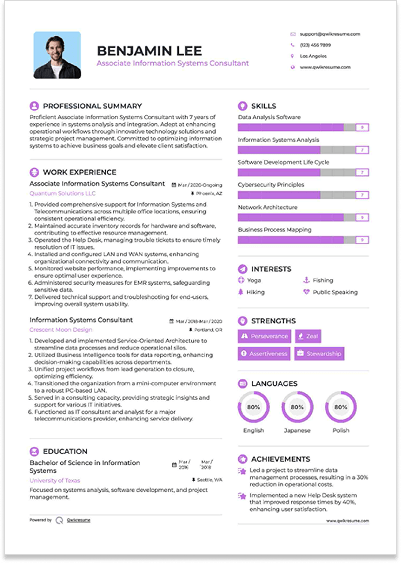 BENJAMIN LEE
Associate Information Systems Consultant
support@qwikresume.com
(123) 456 7899
Los Angeles
www.qwikresume.com
PROFESSIONAL SUMMARY
Proficient Associate Information Systems Consultant with 7 years of
experience in systems analysis and integration. Adept at enhancing
operational workflows through innovative technology solutions and
strategic project management. Committed to optimizing information
systems to achieve business goals and elevate client satisfaction.
WORK EXPERIENCE
Associate Information Systems Consultant
Mar / 2020-Ongoing
Quantum Solutions LLC
Phoenix, AZ
1. Provided comprehensive support for Information Systems and
Telecommunications across multiple office locations, ensuring
consistent operational efficiency.
2. Maintained accurate inventory records for hardware and software,
contributing to effective resource management.
3. Operated the Help Desk, managing trouble tickets to ensure timely
resolution of IT issues.
4. Installed and configured LAN and WAN systems, enhancing
organizational connectivity and communication.
5. Monitored website performance, implementing improvements to
ensure optimal user experience.
6. Administered security measures for EMR systems, safeguarding
sensitive data.
7. Delivered technical support and troubleshooting for end-users,
improving overall system usability.
Information Systems Consultant
Mar / 2018-Mar / 2020
Crescent Moon Design
Portland, OR
1. Developed and implemented Service-Oriented Architecture to
streamline data processes and reduce operational silos.
2. Utilized Business Intelligence tools for data reporting, enhancing
decision-making capabilities across departments.
3. Unified project workflows from lead generation to closure,
optimizing efficiency.
4. Transitioned the organization from a mini-computer environment
to a robust PC-based LAN.
5. Served in a consulting capacity, providing strategic insights and
support for various IT initiatives.
6. Functioned as IT consultant and analyst for a major
telecommunications provider, enhancing service delivery.
EDUCATION
Bachelor of Science in Information
Systems
Mar / 2016
Mar / 2018
University of Texas
Seattle, WA
Focused on systems analysis, software development, and project
management.
SKILLS
Data Analysis Software
Information Systems Analysis
Software Development Life Cycle
Cybersecurity Principles
Network Architecture
Business Process Mapping
INTERESTS
Yoga
Fishing
Hiking
Public Speaking
STRENGTHS
Perseverance
Zeal
Assertiveness
Stewardship
LANGUAGES
80%
80%
80%
English
Japanese
Polish
ACHIEVEMENTS
Led a project to streamline data
management processes, resulting in a 30%
reduction in operational costs.
Implemented a new Help Desk system
that improved response times by 40%,
enhancing user satisfaction.
Powered by
Qwikresume
www.qwikresume.com